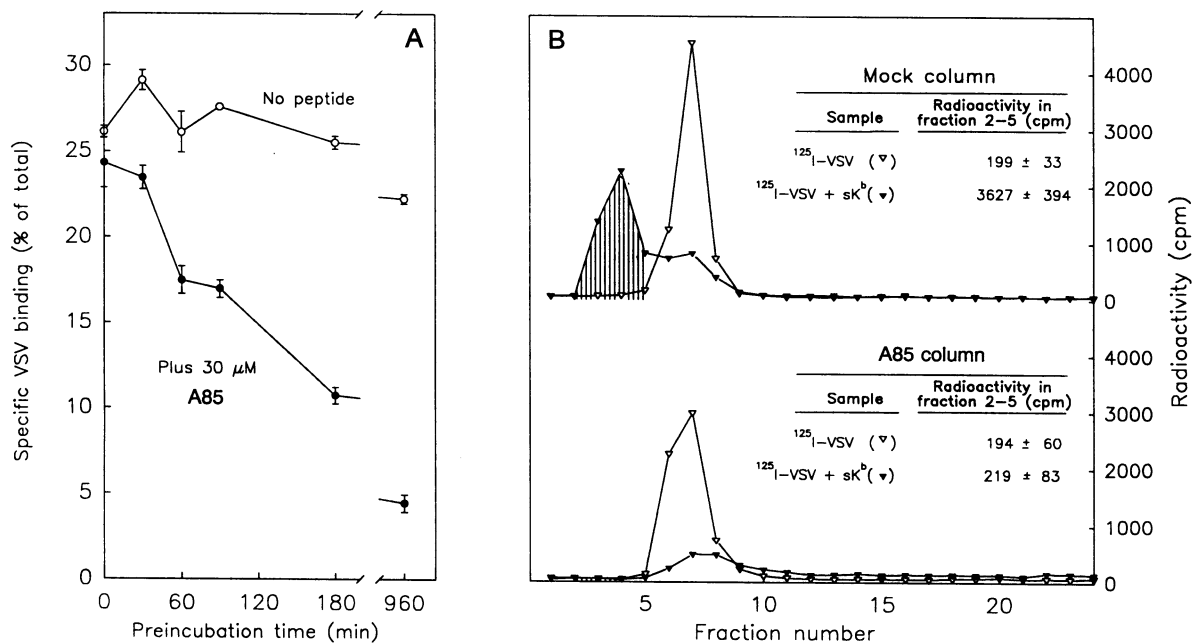 A
Specific VSV binding (% of total)
30
25
20
15
10
5
0
No peptide
Plus 30 μM
A85
0 60 120 180 960
Preincubation time (min)
B
Mock column
Sample Radioactivity in fraction 2-5 (cpm)
¹²⁵I-VSV (▽) 199 ± 33
¹²⁵I-VSV + sKᵇ(▼) 3627 ± 394
4000
3000
2000
1000
0
A85 column
Sample Radioactivity in fraction 2-5 (cpm)
¹²⁵I-VSV (▽) 194 ± 60
¹²⁵I-VSV + sKᵇ(▼) 219 ± 83
4000
3000
2000
1000
0
Radioactivity (cpm)
5 10 15 20
Fraction number